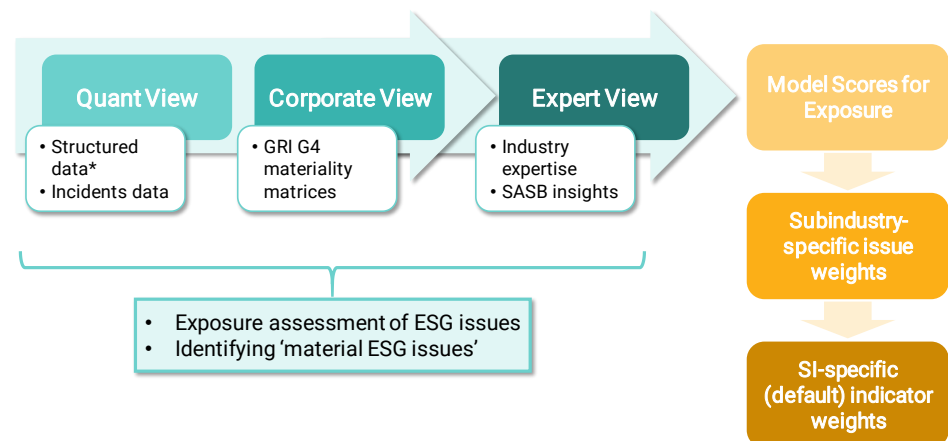 Quant View
• Structured
data*
• Incidents data
Corporate View
• GRI G4
materiality
matrices
Expert View
• Industry
expertise
• SASB insights
• Exposure assessment of ESG issues
• Identifying ‘material ESG issues’
Model Scores for
Exposure
Subindustry-
specific issue
weights
SI-specific
(default) indicator
weights